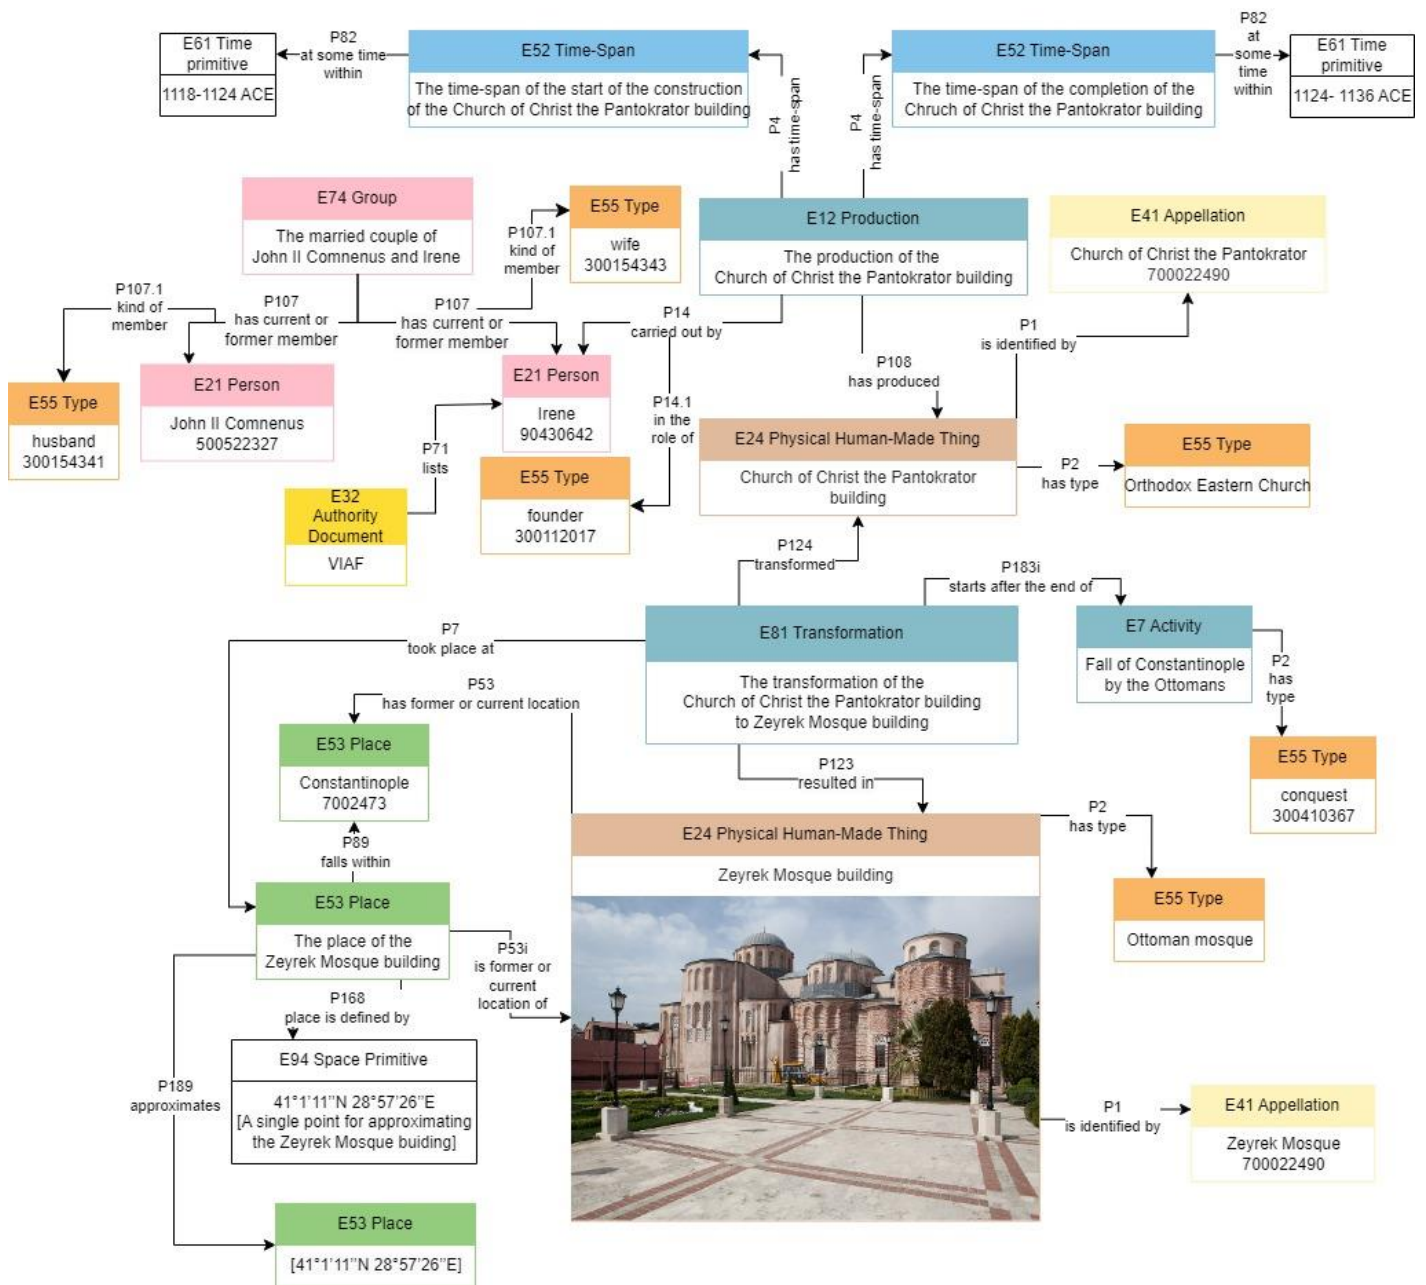 P82
at some time
within
E61 Time
primitive
1118-1124 ACE
E52 Time-Span
The time-span of the start of the construction
of the Church of Christ the Pantokrator building
E52 Time-Span
The time-span of the completion of the
Chruch of Christ the Pantokrator building
P82
at
some
time
within
E61 Time
primitive
1124- 1136 ACE
P4
has time-span
P4
has time-span
E74 Group
The married couple of
John II Comnenus and Irene
P107.1
kind of
member
E55 Type
wife
300154343
E12 Production
The production of the
Church of Christ the Pantokrator building
E41 Appellation
Church of Christ the Pantokrator
700022490
P107.1
kind of
member
P107
has current or
former member
P107
has current or
former member
P14
carried out by
P1
is identified by
P108
has produced
E55 Type
husband
300154341
E21 Person
John II Comnenus
500522327
E21 Person
Irene
90430642
P14.1
in the
role of
P71
lists
E24 Physical Human-Made Thing
Church of Christ the Pantokrator
building
P2
has type
E55 Type
Orthodox Eastern Church
E32
Authority
Document
VIAF
E55 Type
founder
300112017
P124
transformed
P183i
starts after the end of
P7
took place at
E81 Transformation
The transformation of the
Church of Christ the Pantokrator building
to Zeyrek Mosque building
E7 Activity
Fall of Constantinople
by the Ottomans
P2
has
type
P53
has former or current location
E53 Place
Constantinople
7002473
P123
resulted in
E55 Type
conquest
300410367
P2
has type
P89
falls within
E24 Physical Human-Made Thing
Zeyrek Mosque building
E53 Place
The place of the
Zeyrek Mosque building
E55 Type
Ottoman mosque
P53i
is former or
current
location of
P168
place is defined by
E94 Space Primitive
41°1'11"N 28°57'26"E
[A single point for approximating
the Zeyrek Mosque buiding]
P189
approximates
P1
is identified by
E41 Appellation
Zeyrek Mosque
700022490
E53 Place
[41°1'11"N 28°57'26"E]